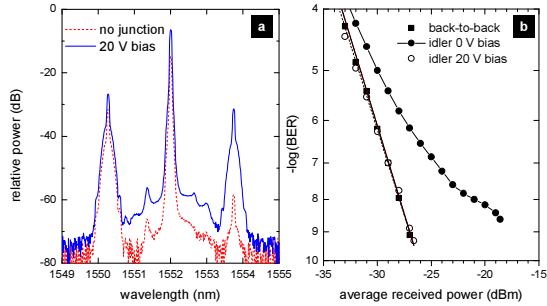 0
-20
-40
-60
-80
relative power (dB)
1549 1550 1551 1552 1553 1554 1555
wavelength (nm)
no junction
20 V bias
a
4
5
6
7
8
9
10
-log(BER)
-35 -30 -25 -20 -15
average received power (dBm)
back-to-back
idler 0 V bias
idler 20 V bias
b